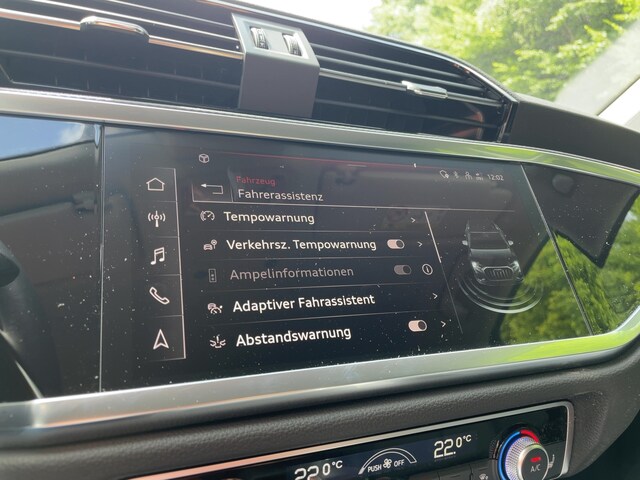 12:02
Fahrzeug
Fahrerassistenz
Tempowarnung
Verkehrsz. Tempowarnung
Ampelinformationen
Adaptiver Fahrassistent
Abstandswarnung
22.0°C
PUSH OFF
22.0°C
A/C